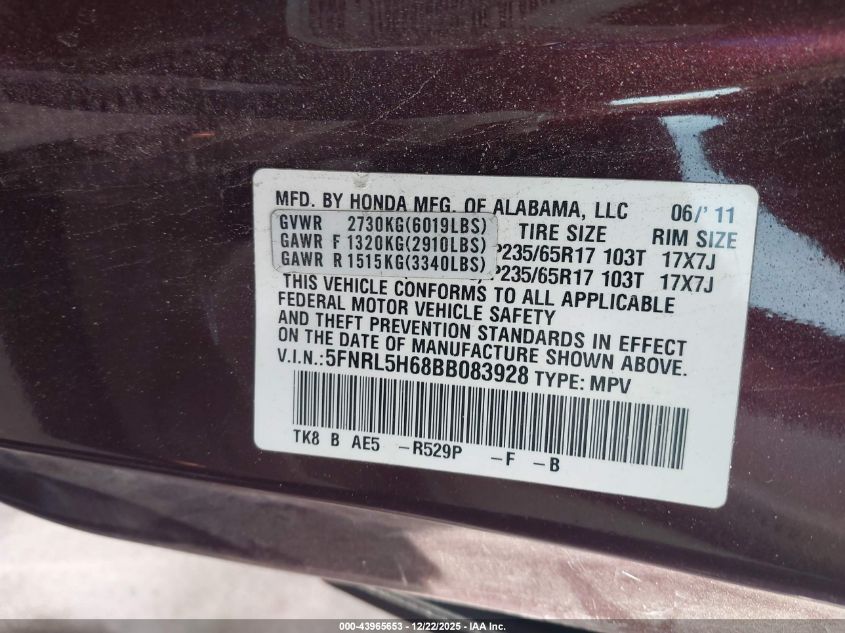 MFD. BY HONDA MFG. OF ALABAMA, LLC 06/'11
GVWR 2730KG(6019LBS) TIRE SIZE RIM SIZE
GAWR F 1320KG(2910LBS) P235/65R17 103T 17X7J
GAWR R 1515KG(3340LBS) P235/65R17 103T 17X7J
THIS VEHICLE CONFORMS TO ALL APPLICABLE
FEDERAL MOTOR VEHICLE SAFETY
AND THEFT PREVENTION STANDARDS IN EFFECT
ON THE DATE OF MANUFACTURE SHOWN ABOVE.
V.I.N.:5FNRL5H68BB083928 TYPE: MPV
TK8 B AE5 -R529P -F -B
000-43965653 - 12/22/2025 - IAA Inc.